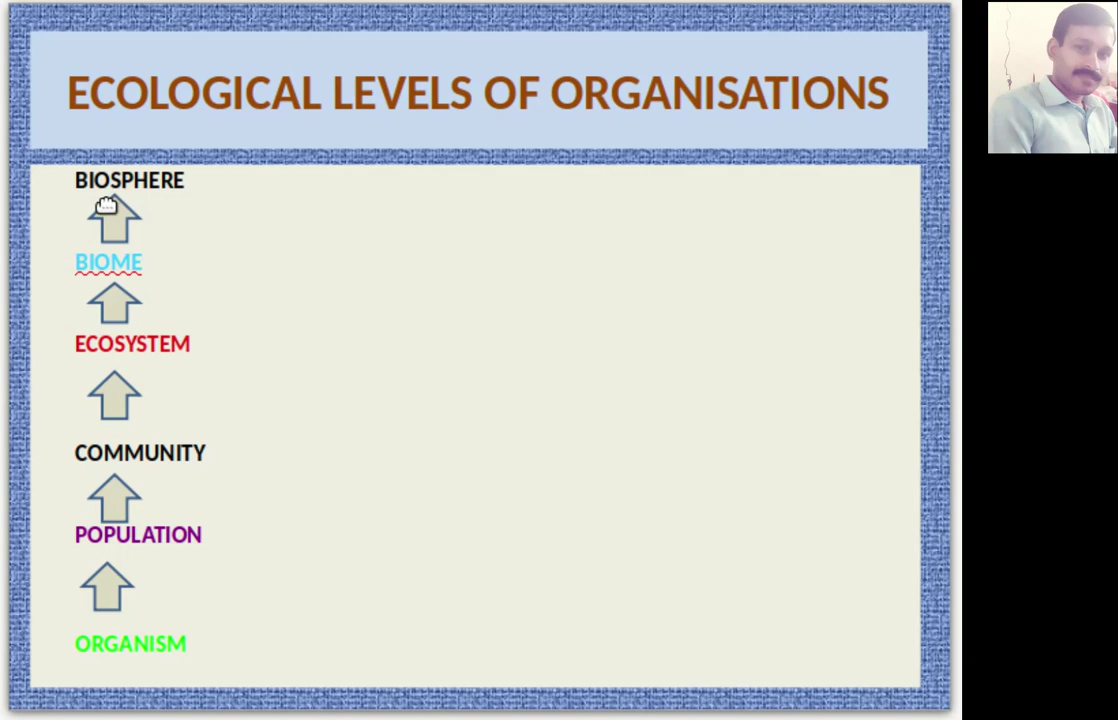 ECOLOGICAL LEVELS OF ORGANISATIONS
BIOSPHERE
BIOME
ECOSYSTEM
COMMUNITY
POPULATION
ORGANISM